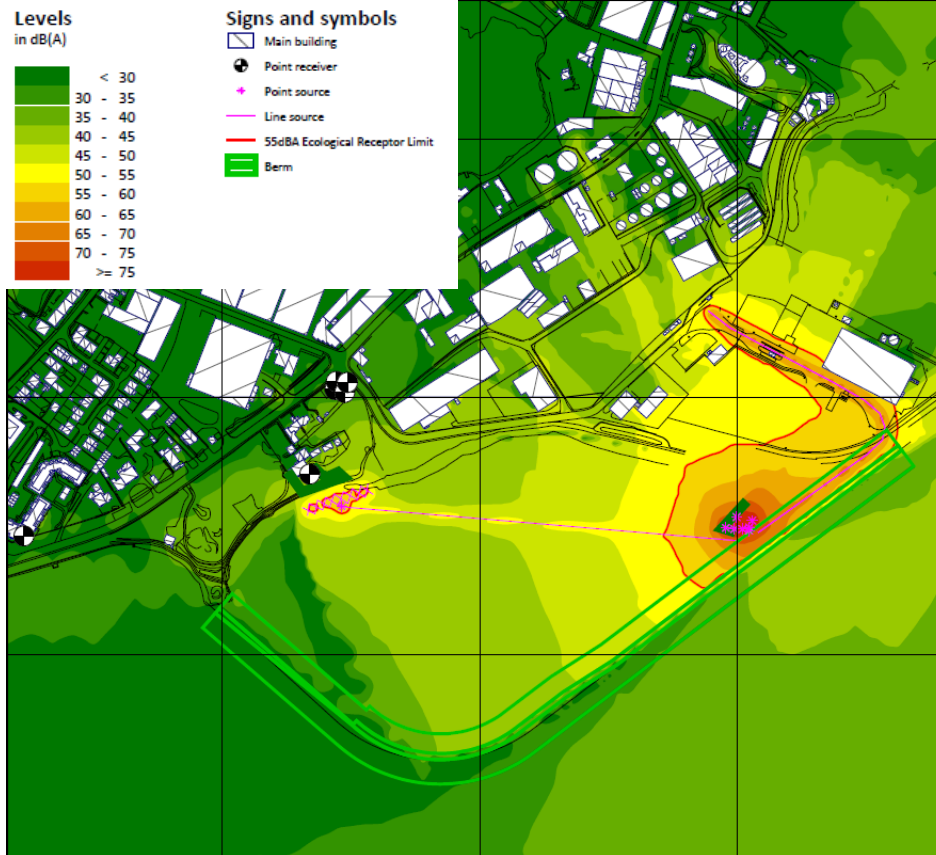 Levels
in dB(A)
< 30
30 - 35
35 - 40
40 - 45
45 - 50
50 - 55
55 - 60
60 - 65
65 - 70
70 - 75
>= 75
Signs and symbols
Main building
Point receiver
Point source
Line source
55dBA Ecological Receptor Limit
Berm